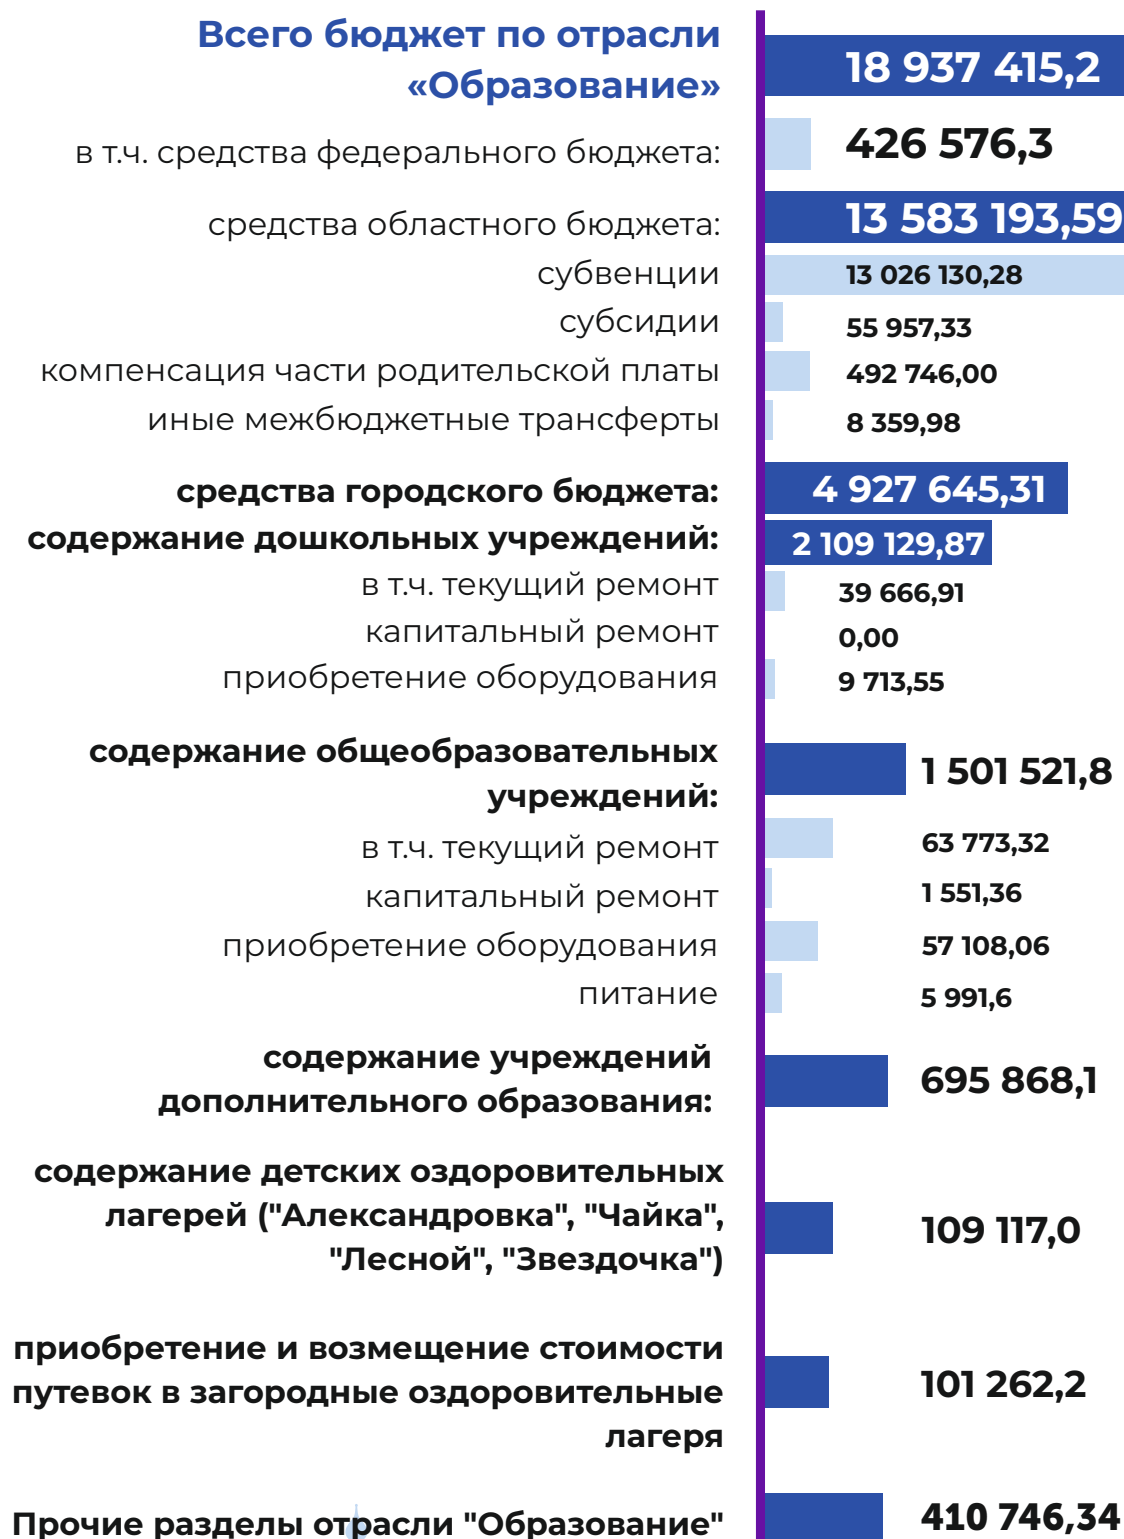 Всего бюджет по отрасли
«Образование»
18 937 415,2
в т.ч. средства федерального бюджета:
426 576,3
средства областного бюджета:
13 583 193,59
субвенции
13 026 130,28
субсидии
55 957,33
компенсация части родительской платы
492 746,00
иные межбюджетные трансферты
8 359,98
средства городского бюджета:
4 927 645,31
содержание дошкольных учреждений:
2 109 129,87
в т.ч. текущий ремонт
39 666,91
капитальный ремонт
0,00
приобретение оборудования
9 713,55
содержание общеобразовательных
учреждений:
1 501 521,8
в т.ч. текущий ремонт
63 773,32
капитальный ремонт
1 551,36
приобретение оборудования
57 108,06
питание
5 991,6
содержание учреждений
дополнительного образования:
695 868,1
содержание детских оздоровительных
лагерей ("Александровка", "Чайка",
"Лесной", "Звездочка")
109 117,0
приобретение и возмещение стоимости
путевок в загородные оздоровительные
лагеря
101 262,2
Прочие разделы отрасли "Образование"
410 746,34